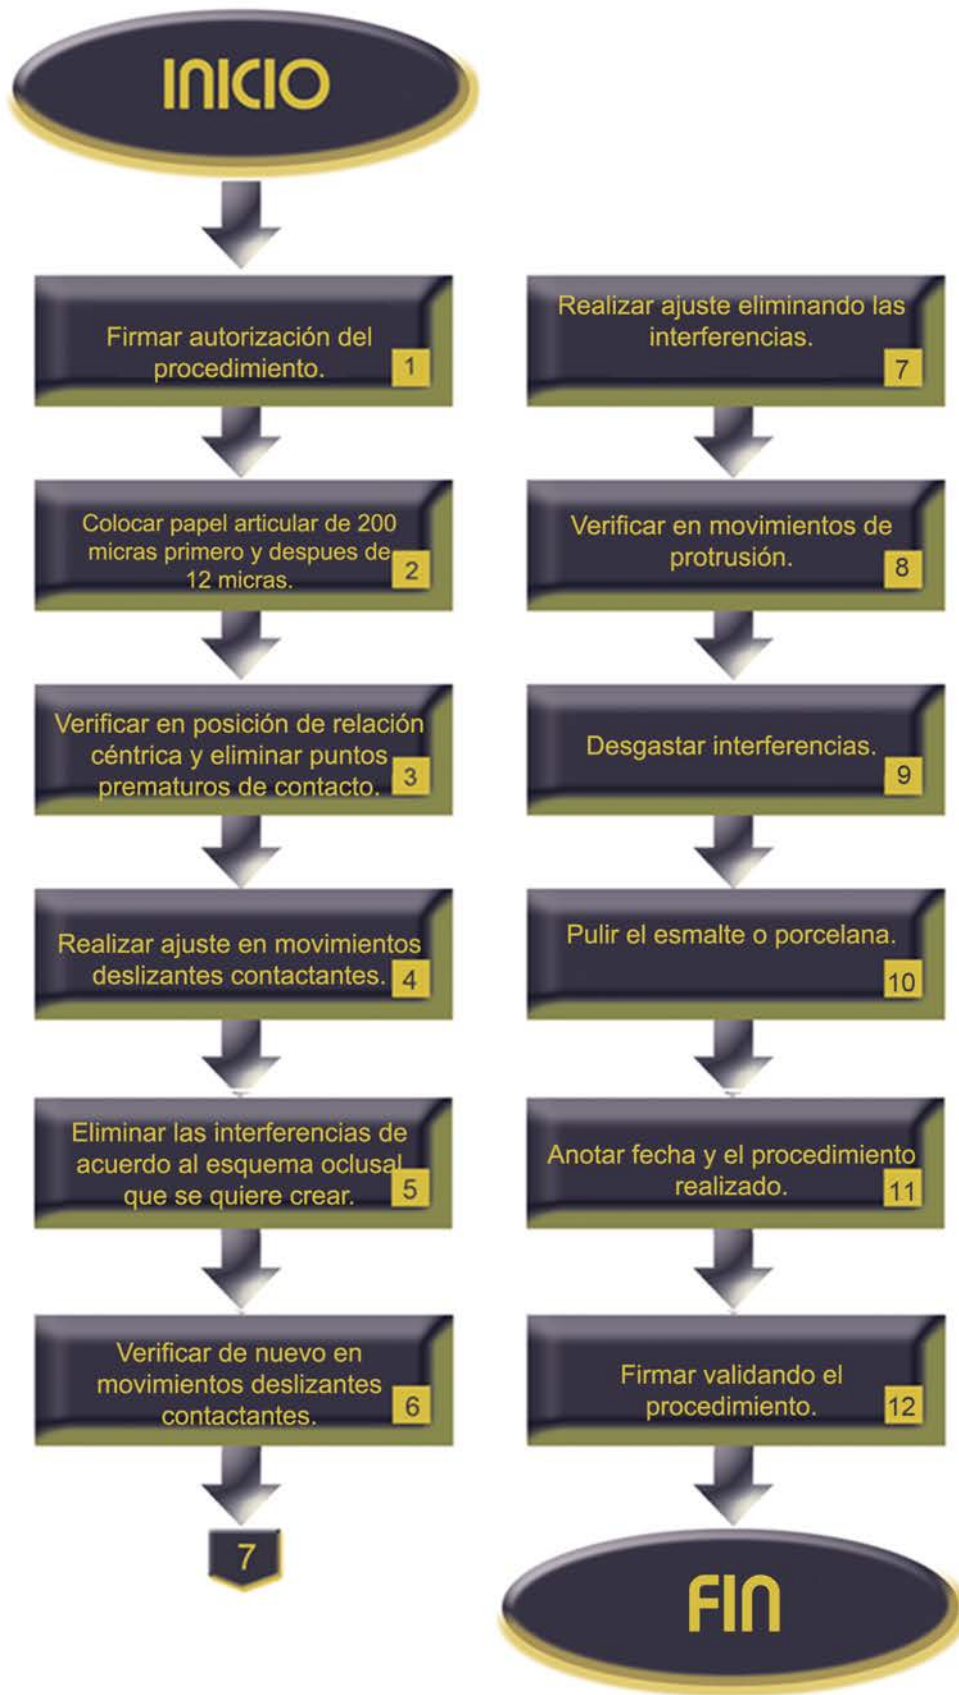 INICIO
Firmar autorización del
procedimiento.
1
Colocar papel articular de 200
micras primero y despues de
12 micras.
2
Verificar en posición de relación
céntrica y eliminar puntos
prematuros de contacto.
3
Realizar ajuste en movimientos
deslizantes contactantes.
4
Eliminar las interferencias de
acuerdo al esquema oclusal
que se quiere crear.
5
Verificar de nuevo en
movimientos deslizantes
contactantes.
6
7
Realizar ajuste eliminando las
interferencias.
7
Verificar en movimientos de
protrusión.
8
Desgastar interferencias.
9
Pulir el esmalte o porcelana.
10
Anotar fecha y el procedimiento
realizado.
11
Firmar validando el
procedimiento.
12
FIN